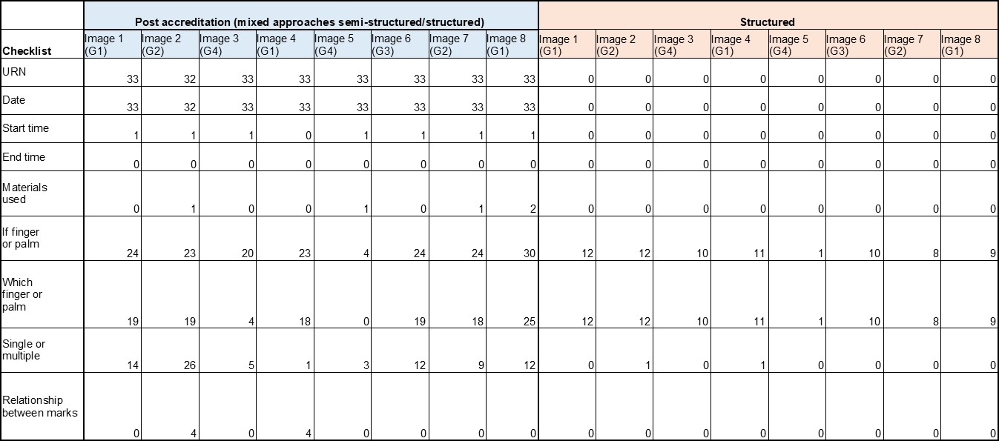 Post accreditation (mixed approaches semi-structured/structured) Structured
Checklist Image 1 (G1) Image 2 (G2) Image 3 (G4) Image 4 (G1) Image 5 (G4) Image 6 (G3) Image 7 (G2) Image 8 (G1) Image 1 (G1) Image 2 (G2) Image 3 (G4) Image 4 (G1) Image 5 (G4) Image 6 (G3) Image 7 (G2) Image 8 (G1)
URN 33 32 33 33 33 33 33 33 0 0 0 0 0 0 0 0
Date 33 32 33 33 33 33 33 33 0 0 0 0 0 0 0 0
Start time 1 1 1 0 1 1 1 1 0 0 0 0 0 0 0 0
End time 0 0 0 0 0 0 0 0 0 0 0 0 0 0 0 0
Materials used 0 1 0 0 1 0 1 2 0 0 0 0 0 0 0 0
If finger or palm 24 23 20 23 4 24 24 30 12 12 10 11 1 10 8 9
Which finger or palm 19 19 4 18 0 19 18 25 12 12 10 11 1 10 8 9
Single or multiple 14 26 5 1 3 12 9 12 0 1 0 1 0 0 0 0
Relationship between marks 0 4 0 4 0 0 0 0 0 0 0 0 0 0 0 0